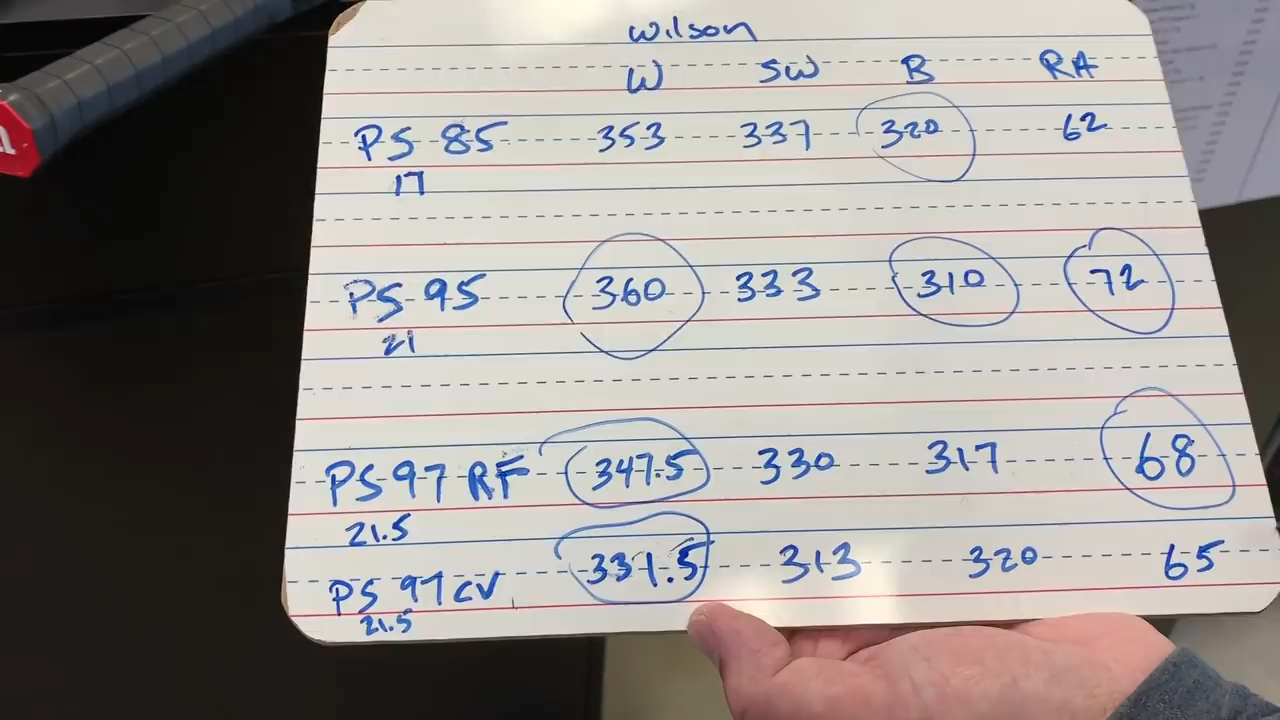 Wilson
W SW B RA
PS 85 353 337 320 62
17
PS 95 360 333 310 72
21
PS 97 RF 347.5 330 317 68
21.5
PS 97 CV 331.5 313 320 65
21.5